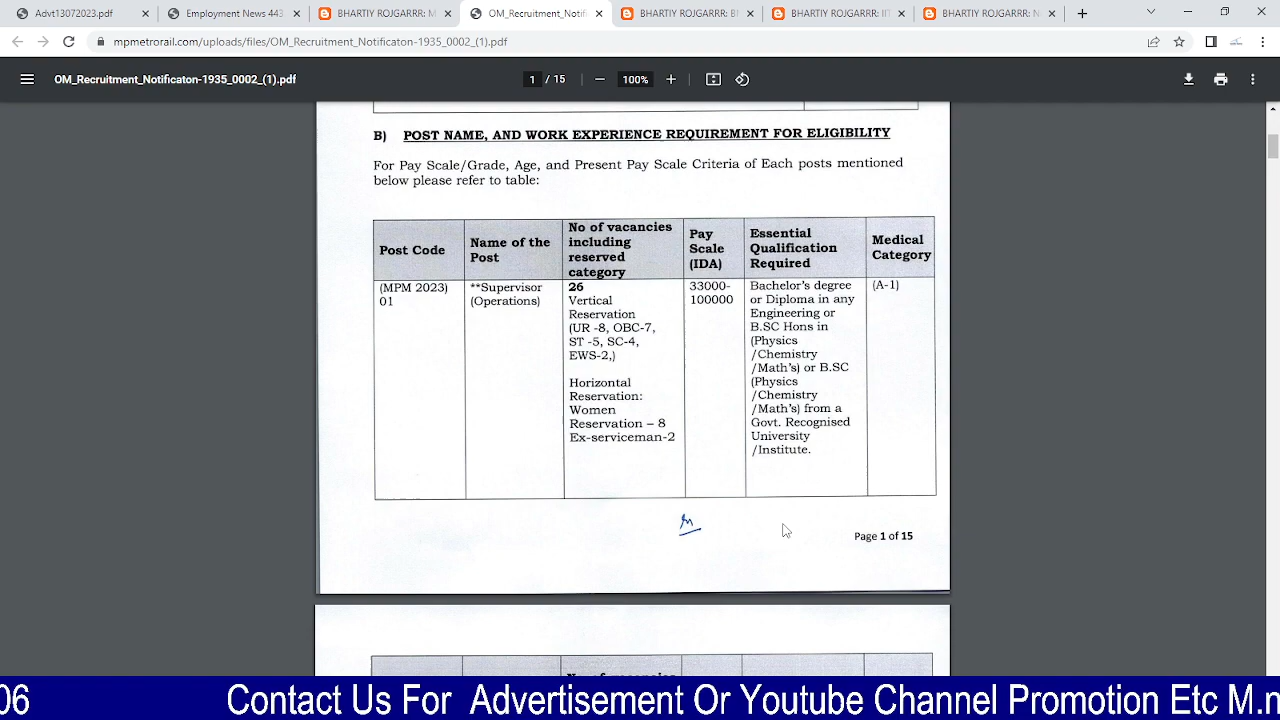 Advt13072023.pdf
Employment News 443
BHARTIY ROJGARRR: M
OM_Recruitment_Notifi
BHARTIY ROJGARRR:
BHARTIY ROJGARRR:
BHARTIY ROJGARRR:
mpmetrorail.com/uploads/files/OM_Recruitment_Notificaton-1935_0002_(1).pdf
OM_Recruitment_Notificaton-1935_0002_(1).pdf
1 / 15
100%
B) POST NAME, AND WORK EXPERIENCE REQUIREMENT FOR ELIGIBILITY
For Pay Scale/Grade, Age, and Present Pay Scale Criteria of Each posts mentioned
below please refer to table:
Post Code
Name of the
Post
No of vacancies
including
reserved
category
Pay
Scale
(IDA)
Essential
Qualification
Required
Medical
Category
(MPM 2023)
01
**Supervisor
(Operations)
26
Vertical
Reservation
(UR -8, OBC-7,
ST -5, SC-4,
EWS-2,)
Horizontal
Reservation:
Women
Reservation – 8
Ex-serviceman-2
33000-
100000
Bachelor's degree
or Diploma in any
Engineering or
B.SC Hons in
(Physics
/Chemistry
/Math's) or B.SC
(Physics
/Chemistry
/Math's) from a
Govt. Recognised
University
/Institute.
(A-1)
Page 1 of 15
06 Contact Us For Advertisement Or Youtube Channel Promotion Etc